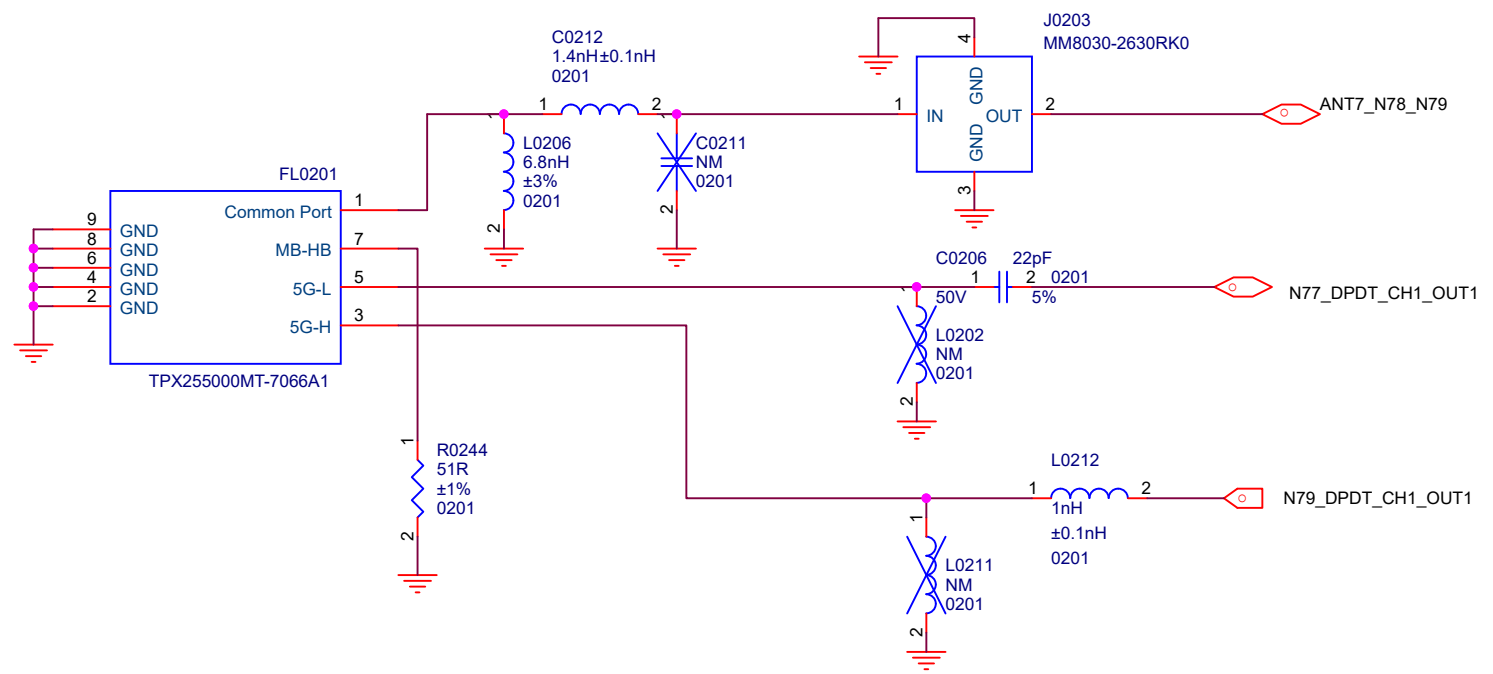 J0203
MM8030-2630RK0
C0212
1.4nH±0.1nH
0201
4
GND
1
2
1
IN
OUT
2
ANT7_N78_N79
GND
3
1
L0206
6.8nH
±3%
0201
2
1
C0211
NM
0201
2
FL0201
Common Port
1
9
GND
8
GND
MB-HB
7
6
GND
4
GND
5G-L
5
2
GND
5G-H
3
TPX255000MT-7066A1
C0206
22pF
1
2
0201
50V
5%
N77_DPDT_CH1_OUT1
1
L0202
NM
0201
2
1
R0244
51R
±1%
0201
2
L0212
1
2
1nH
±0.1nH
0201
N79_DPDT_CH1_OUT1
1
L0211
NM
0201
2